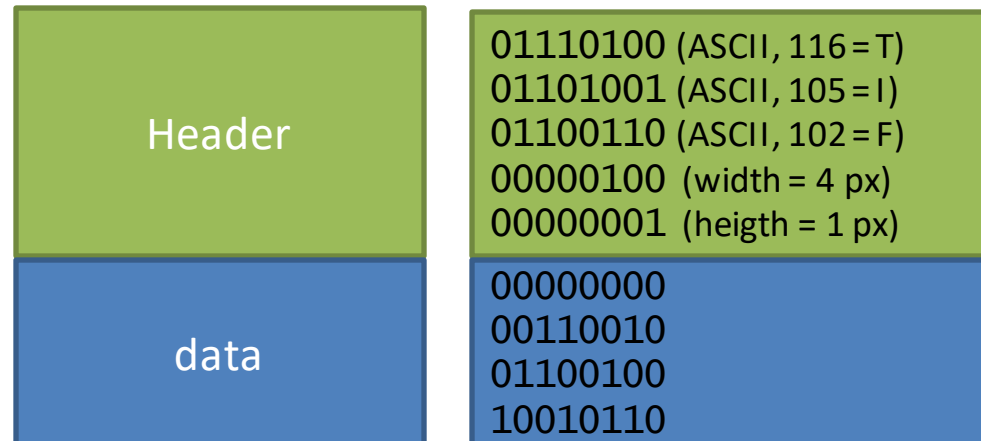 Header
01110100 (ASCII, 116 = T)
01101001 (ASCII, 105 = I)
01100110 (ASCII, 102 = F)
00000100 (width = 4 px)
00000001 (heigth = 1 px)
data
00000000
00110010
01100100
10010110